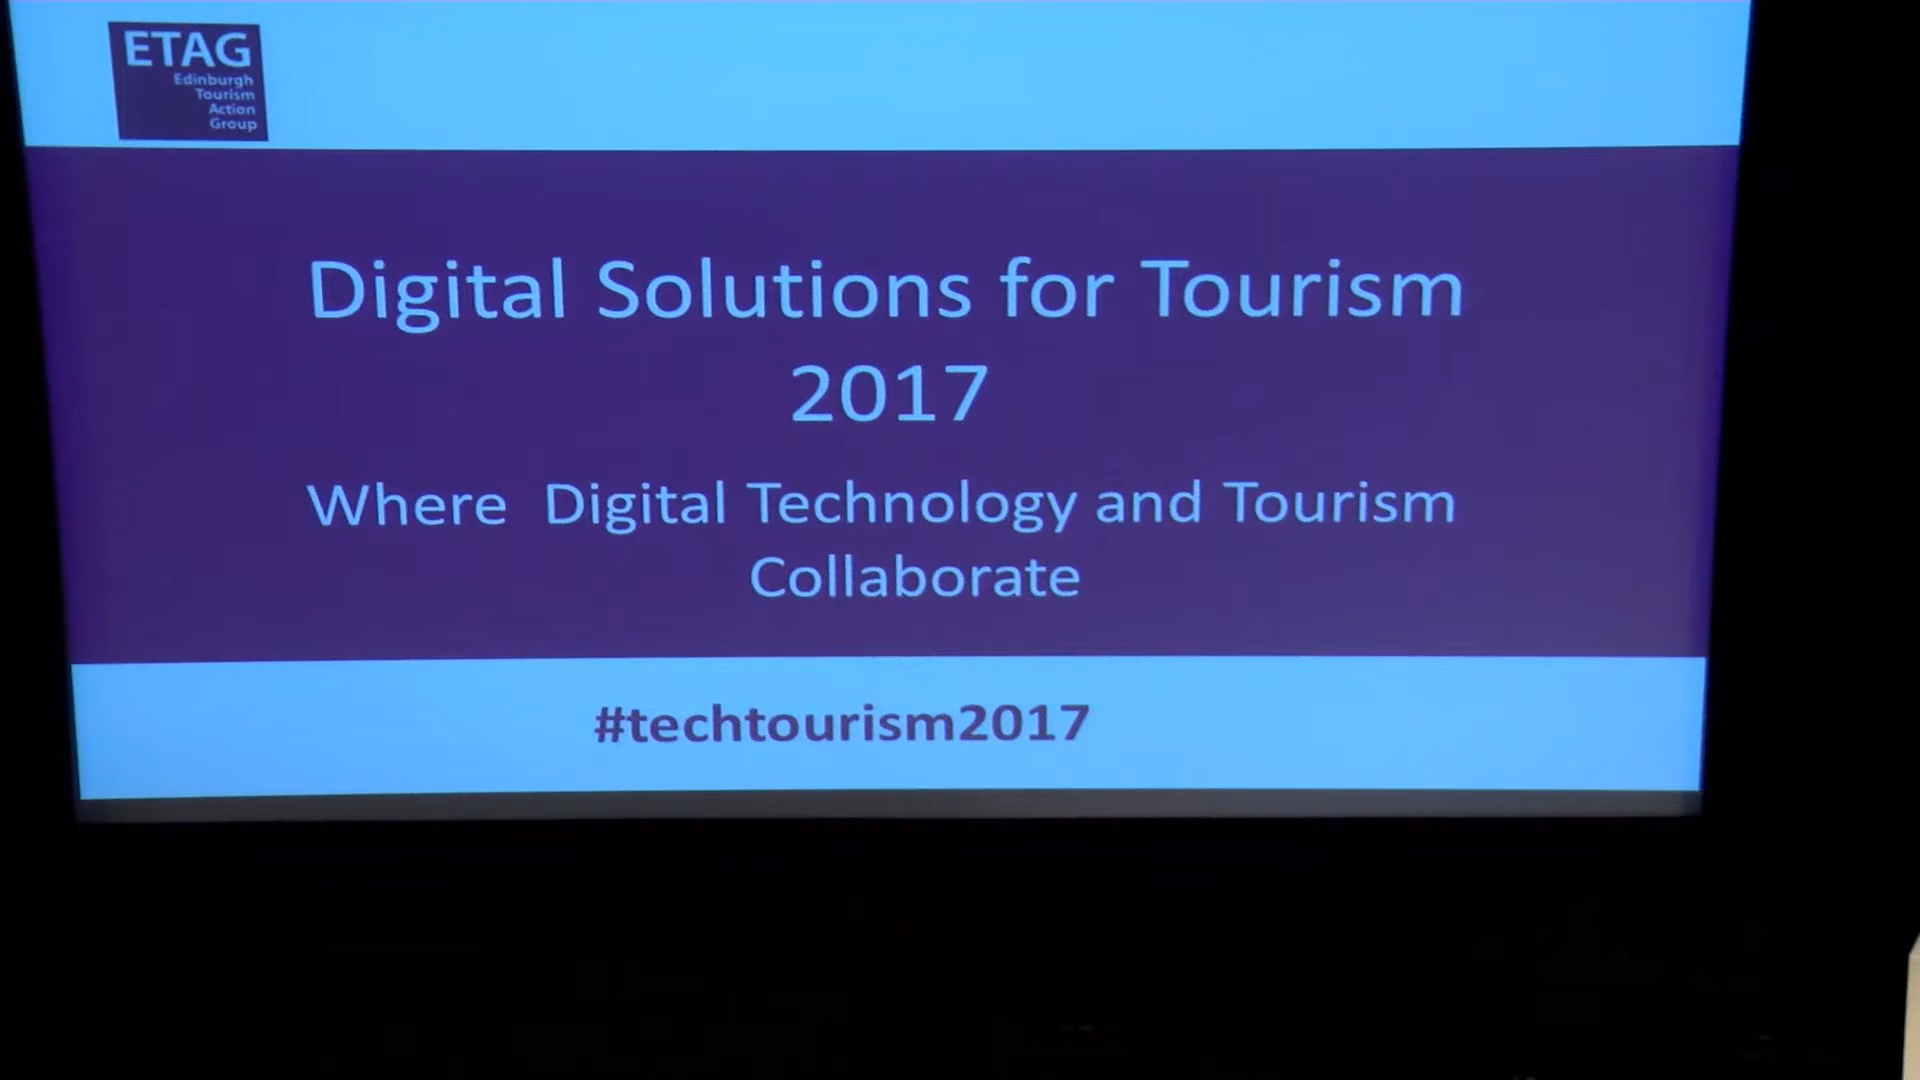 ETAG
Edinburgh
Tourism
Action
Group
Digital Solutions for Tourism
2017
Where Digital Technology and Tourism
Collaborate
#techtourism2017